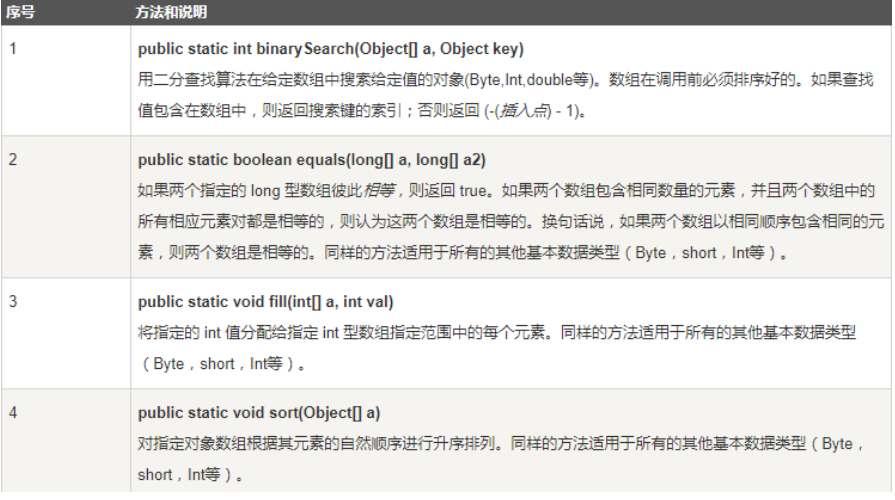 序号 方法和说明
1 public static int binarySearch(Object[] a, Object key)
用二分查找算法在给定数组中搜索给定值的对象(Byte,Int,double等)。数组在调用前必须排序好的。如果查找
值包含在数组中，则返回搜索键的索引；否则返回 (-(插入点) - 1)。
2 public static boolean equals(long[] a, long[] a2)
如果两个指定的 long 型数组彼此相等，则返回 true。如果两个数组包含相同数量的元素，并且两个数组中的
所有相应元素对都是相等的，则认为这两个数组是相等的。换句话说，如果两个数组以相同顺序包含相同的元
素，则两个数组是相等的。同样的方法适用于所有的其他基本数据类型（Byte，short，Int等）。
3 public static void fill(int[] a, int val)
将指定的 int 值分配给指定 int 型数组指定范围中的每个元素。同样的方法适用于所有的其他基本数据类型
（Byte，short，Int等）。
4 public static void sort(Object[] a)
对指定对象数组根据其元素的自然顺序进行升序排列。同样的方法适用于所有的其他基本数据类型（Byte，
short，Int等）。